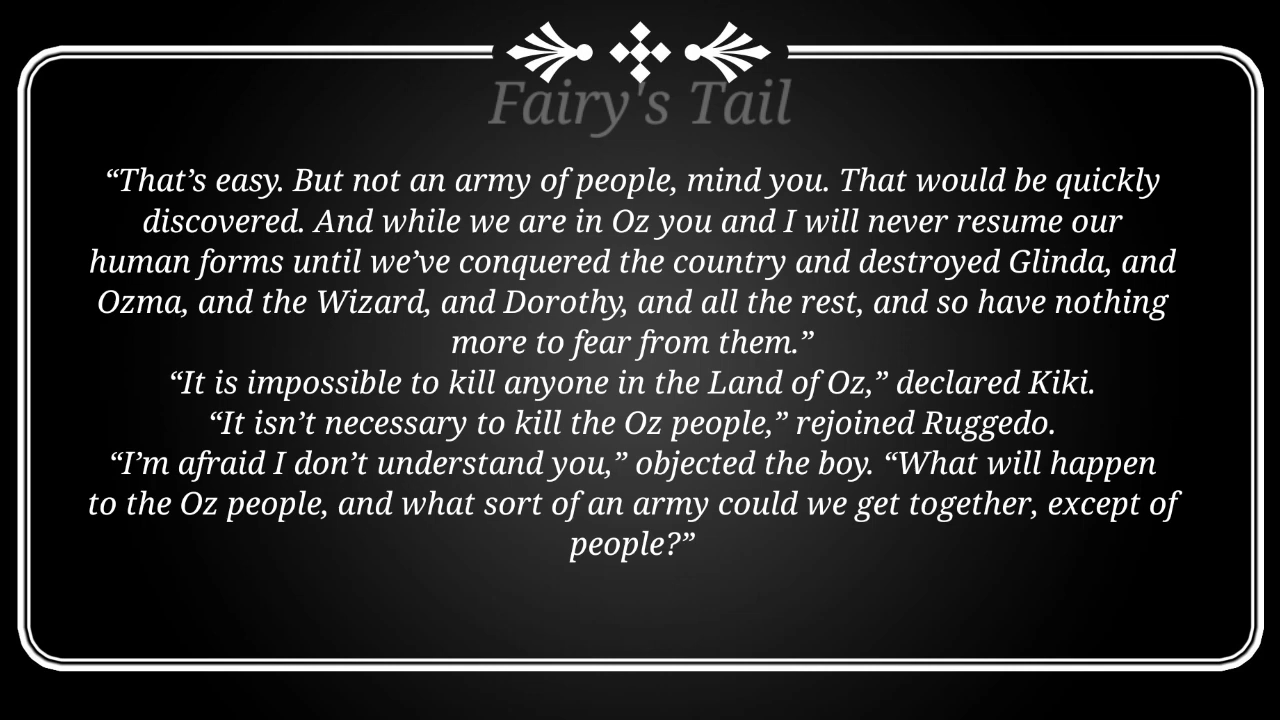 Fairy's Tail
“That’s easy. But not an army of people, mind you. That would be quickly
discovered. And while we are in Oz you and I will never resume our
human forms until we’ve conquered the country and destroyed Glinda, and
Ozma, and the Wizard, and Dorothy, and all the rest, and so have nothing
more to fear from them.”
“It is impossible to kill anyone in the Land of Oz,” declared Kiki.
“It isn’t necessary to kill the Oz people,” rejoined Ruggedo.
“I’m afraid I don’t understand you,” objected the boy. “What will happen
to the Oz people, and what sort of an army could we get together, except of
people?”